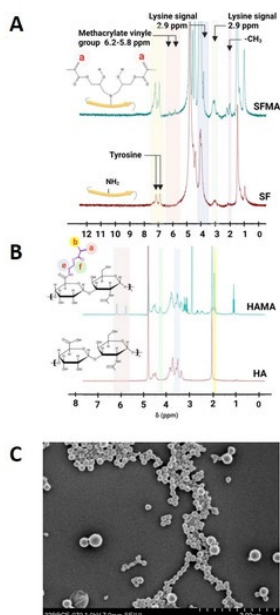 A
Methacrylate vinyle
group 6.2-5.8 ppm
Lysine signal
2.9 ppm
Lysine signal
2.9 ppm
-CH₃
a
a
SFMA
Tyrosine
NH₂
SF
12 11 10 9 8 7 6 5 4 3 2 1 0
B
b
a
e
f
HAMA
HA
8 7 6 5 4 3 2 1 0
δ (ppm)
C